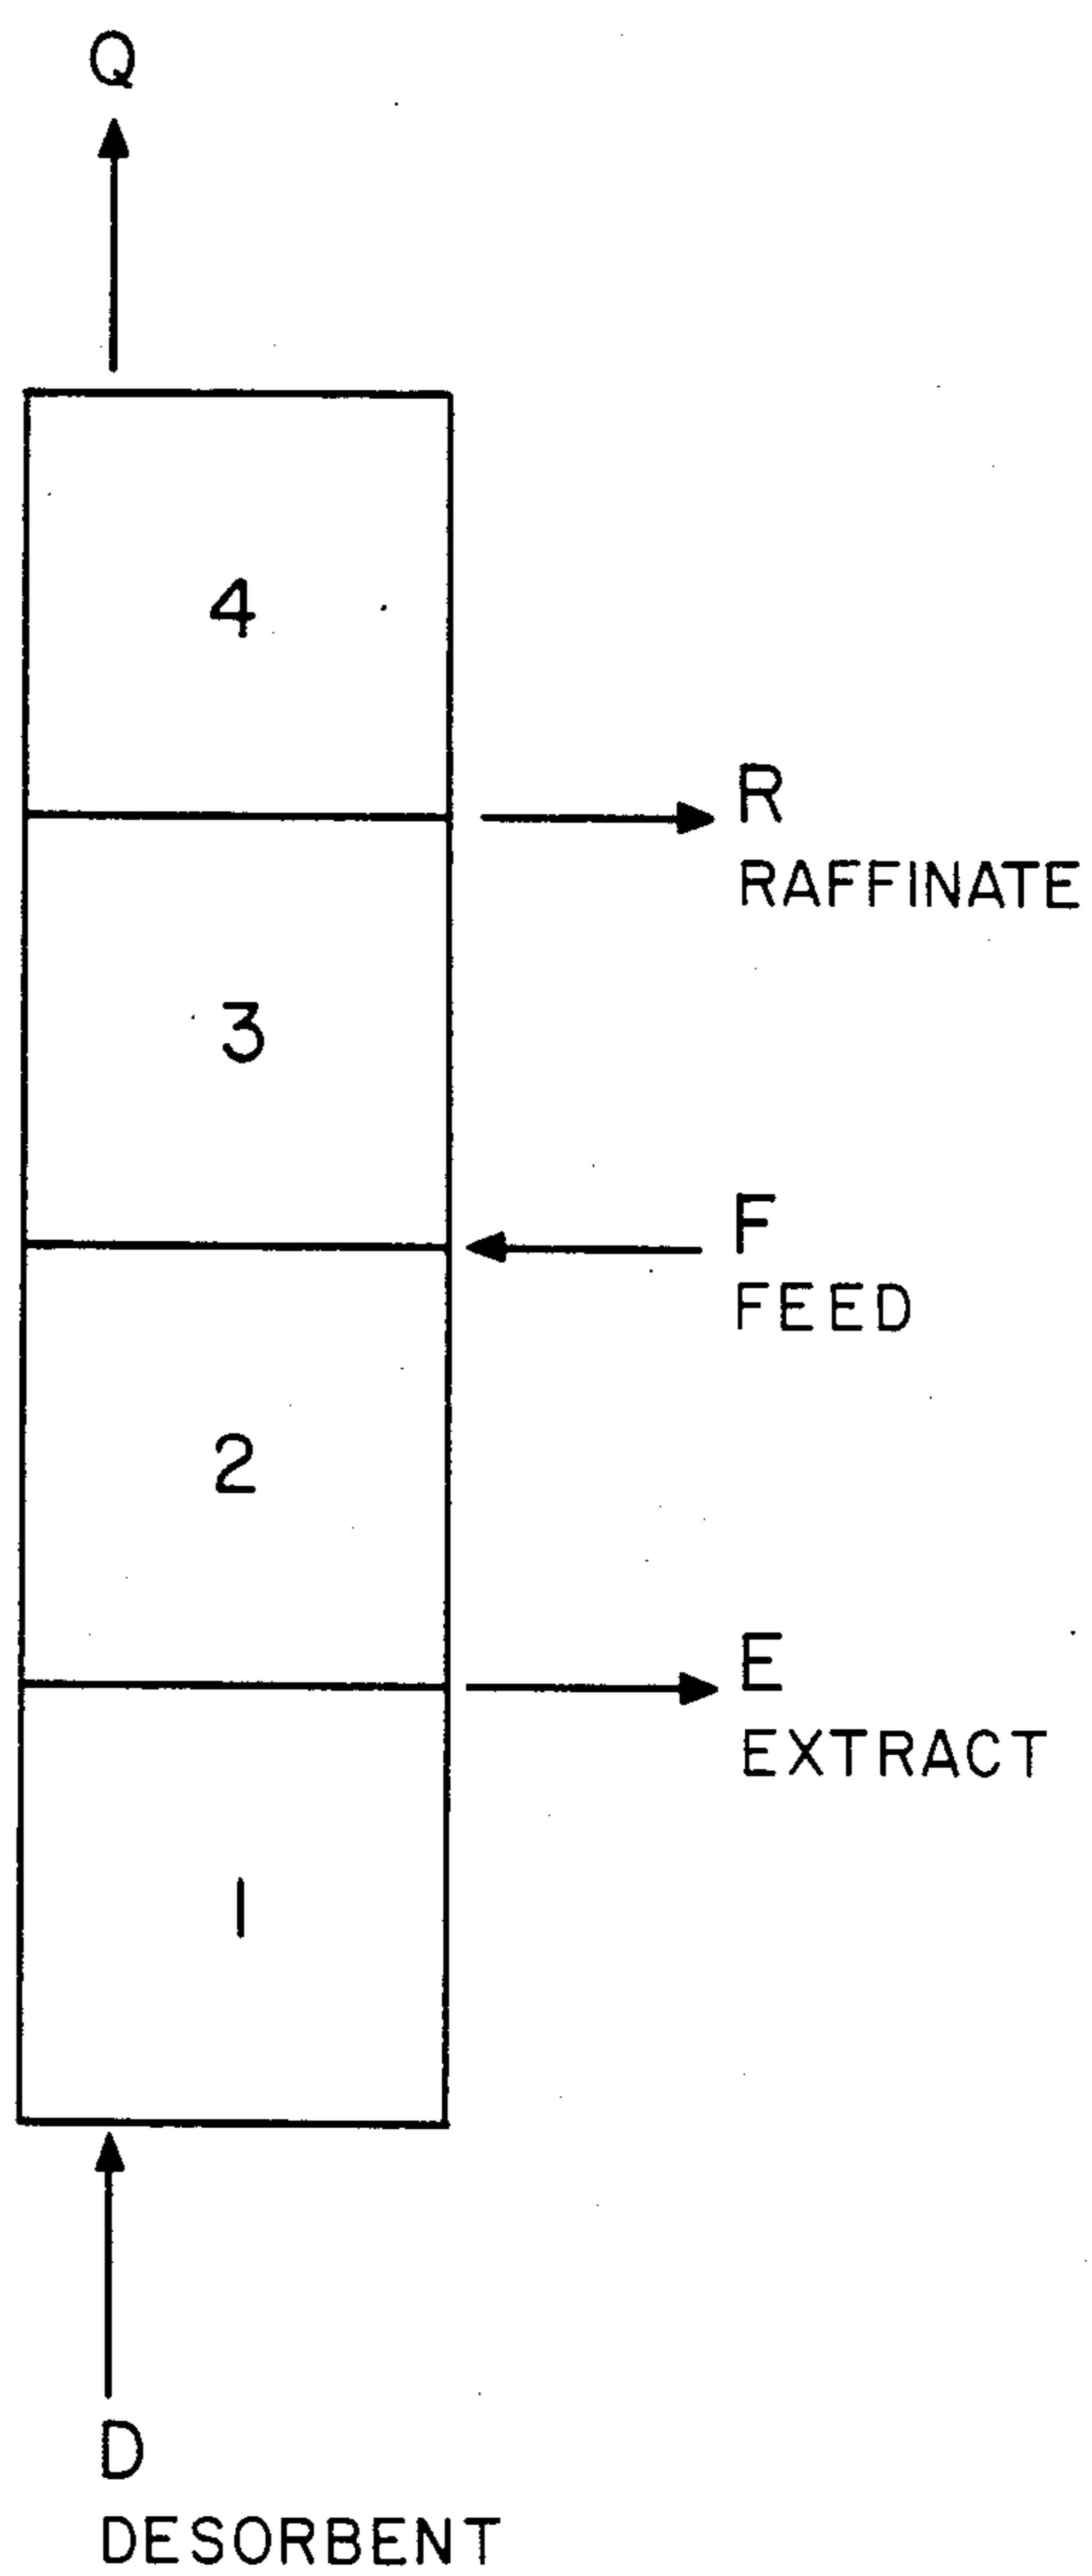 Q
4
R
RAFFINATE
3
F
FEED
2
E
EXTRACT
1
D
DESORBENT